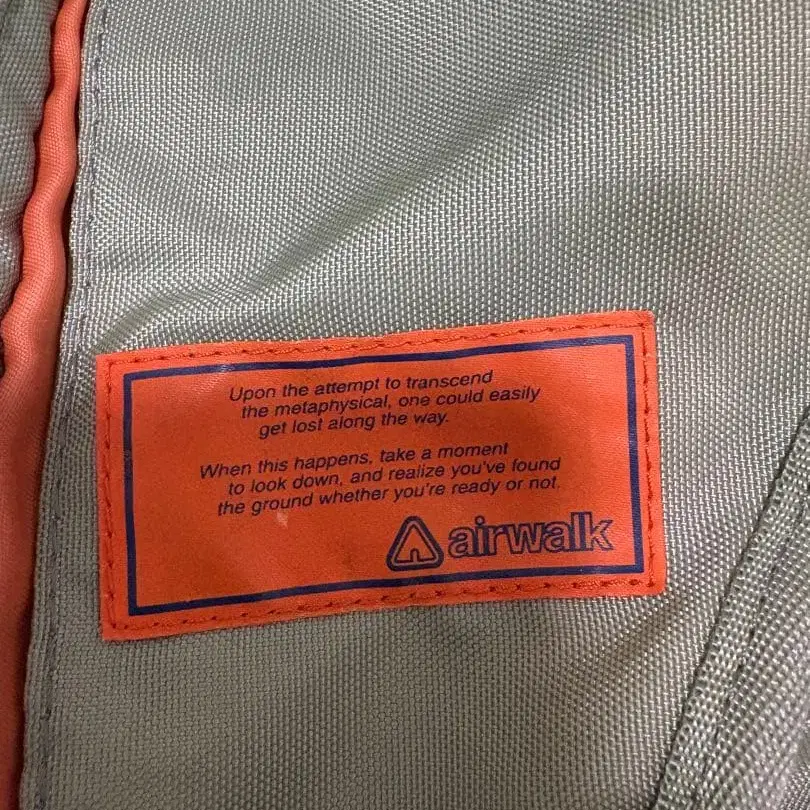 Upon the attempt to transcend
the metaphysical, one could easily
get lost along the way.
When this happens, take a moment
to look down, and realize you've found
the ground whether you're ready or not.
airwalk